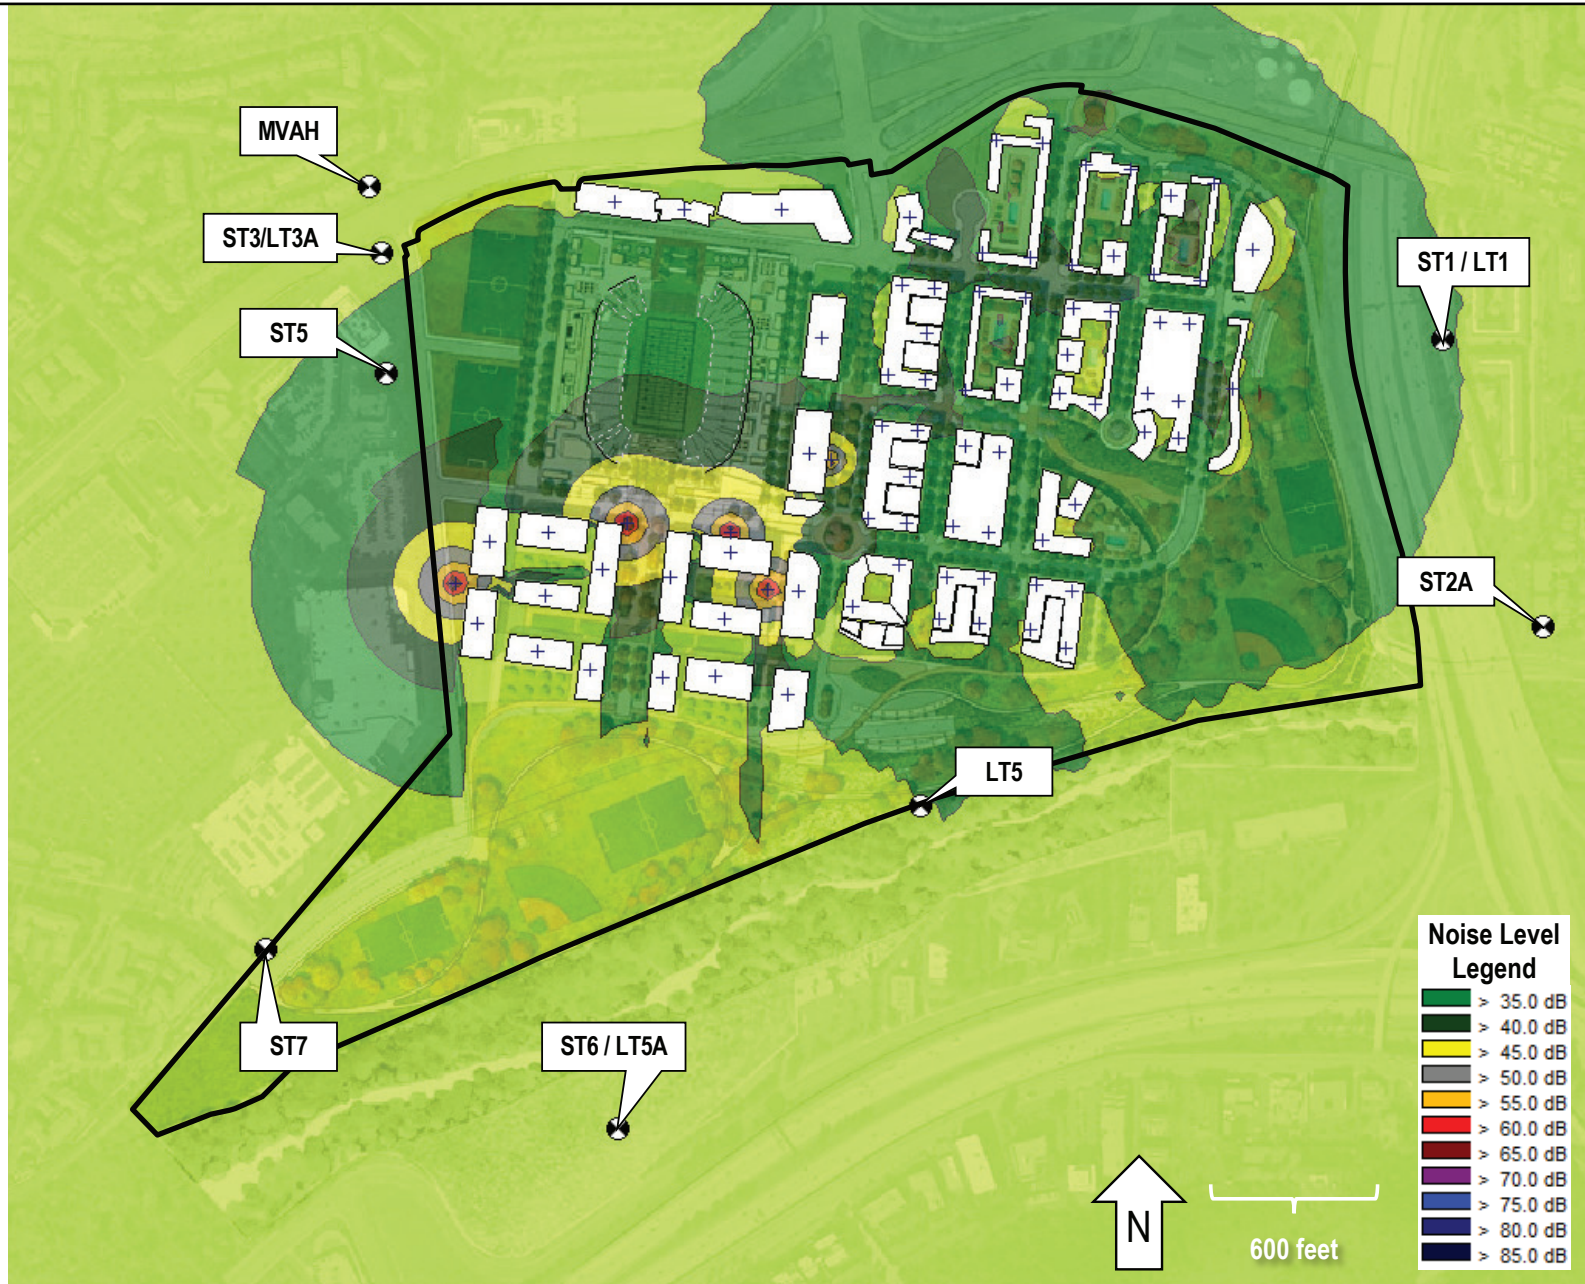 MVAH
ST3/LT3A
ST5
ST1 / LT1
ST2A
LT5
ST7
ST6 / LT5A
N
600 feet
Noise Level
Legend
> 35.0 dB
> 40.0 dB
> 45.0 dB
> 50.0 dB
> 55.0 dB
> 60.0 dB
> 65.0 dB
> 70.0 dB
> 75.0 dB
> 80.0 dB
> 85.0 dB